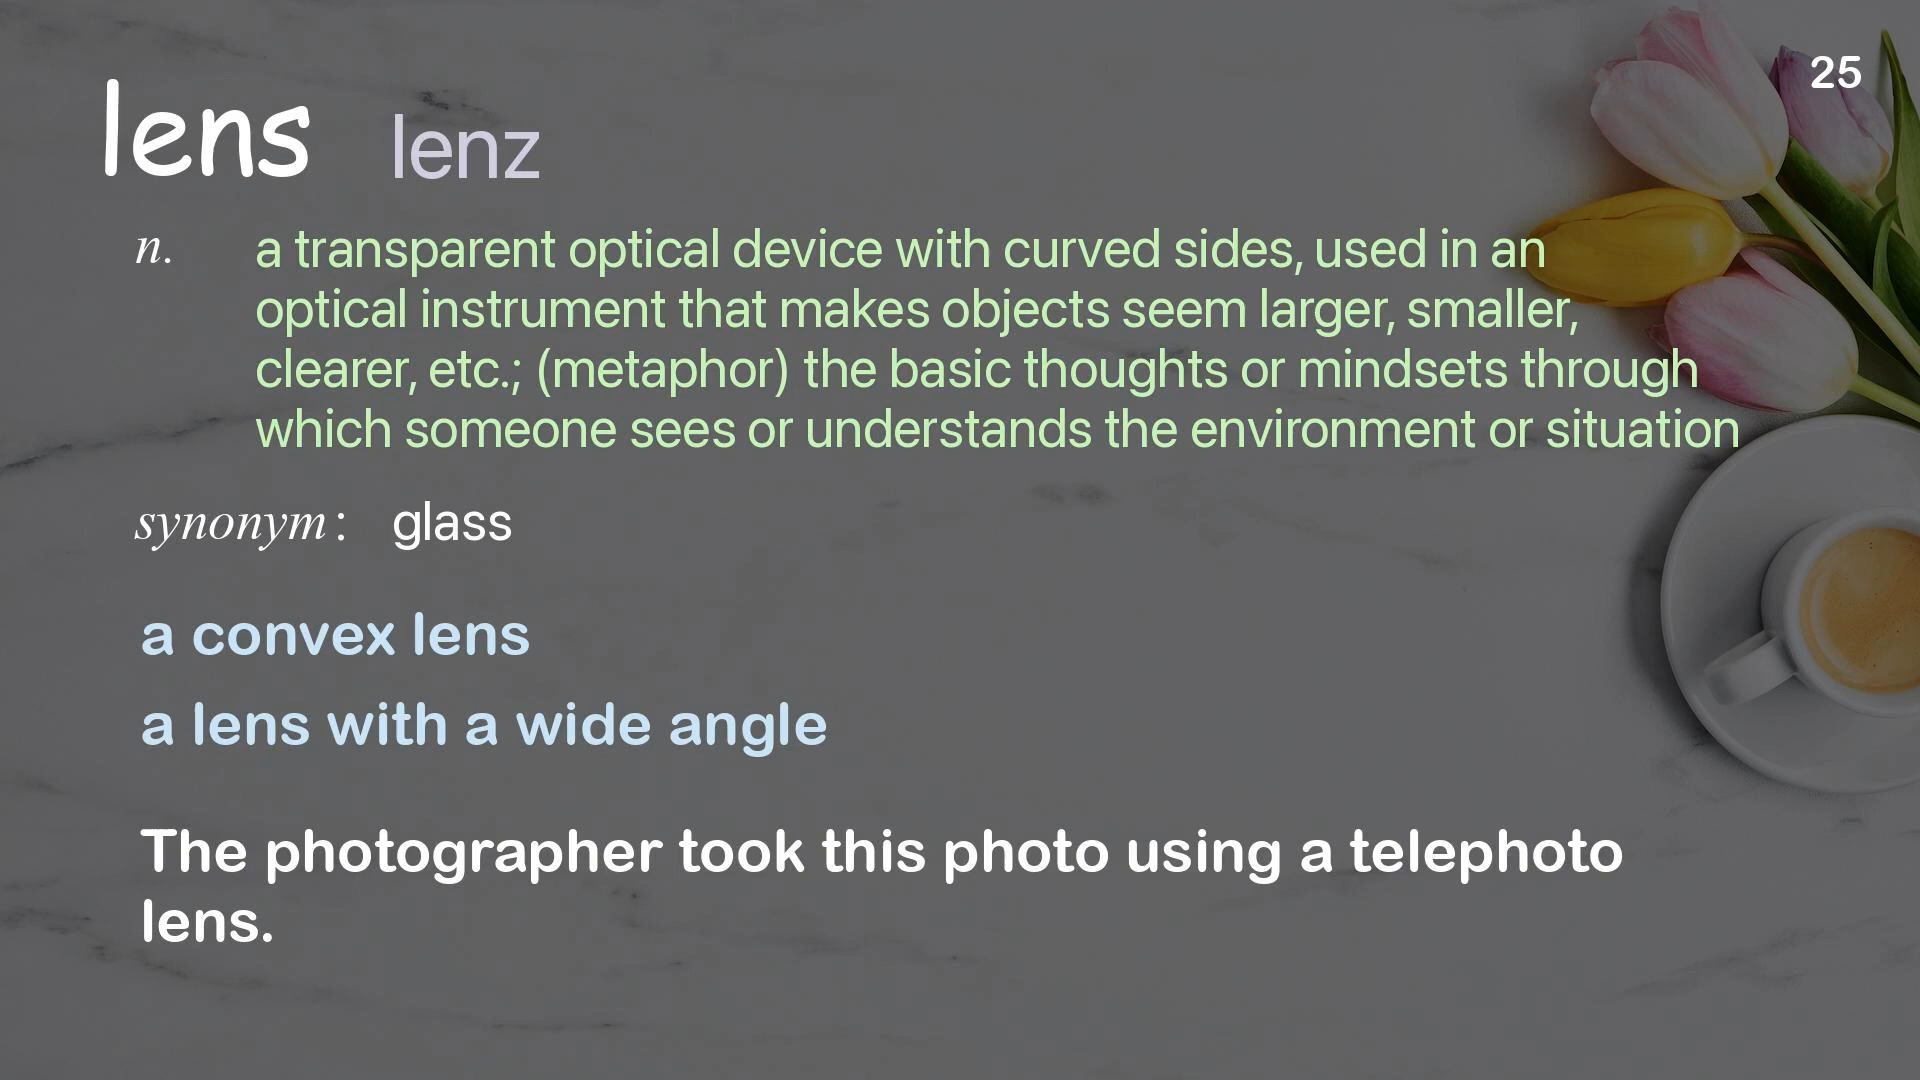 25
lens lenz
n. a transparent optical device with curved sides, used in an
optical instrument that makes objects seem larger, smaller,
clearer, etc.; (metaphor) the basic thoughts or mindsets through
which someone sees or understands the environment or situation
synonym: glass
a convex lens
a lens with a wide angle
The photographer took this photo using a telephoto
lens.